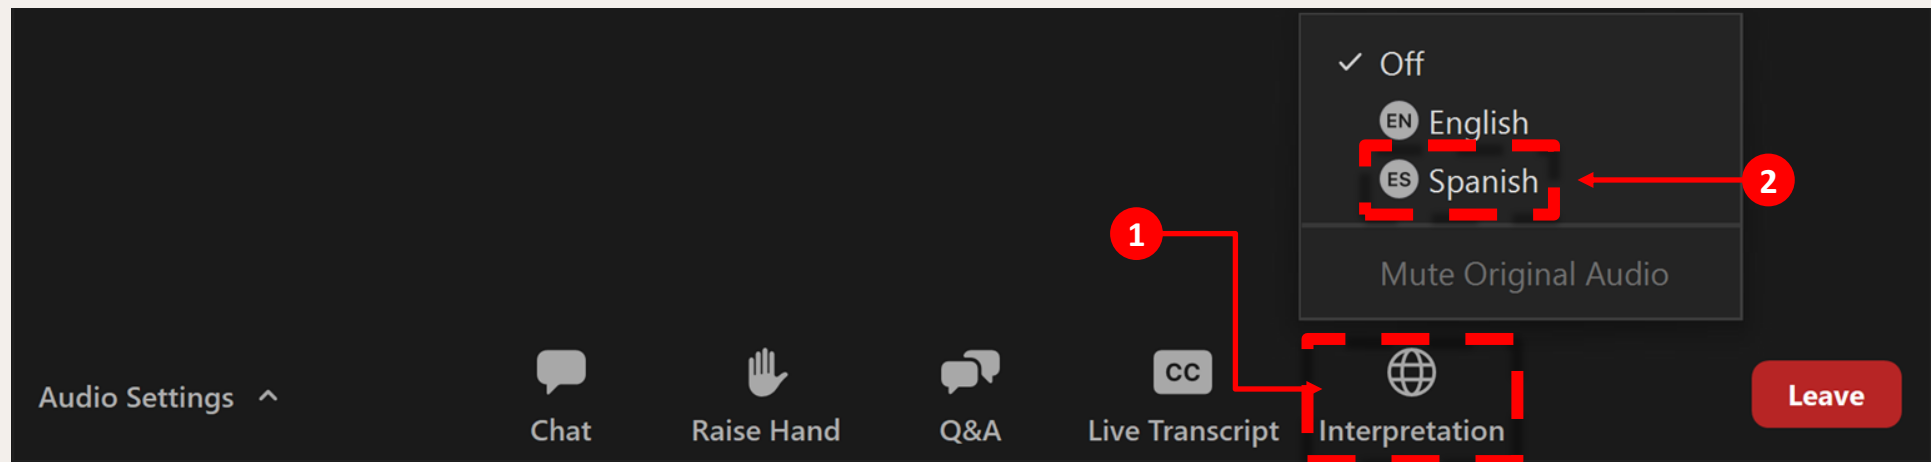 Off
EN English
ES Spanish
2
1
Mute Original Audio
Audio Settings
CC
Chat
Raise Hand
Q&A
Live Transcript
Interpretation
Leave